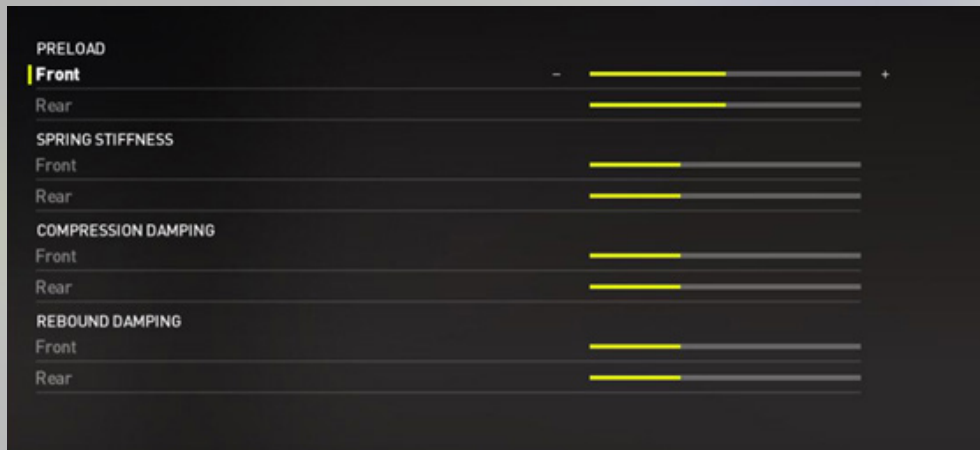 PRELOAD
Front - +
Rear
SPRING STIFFNESS
Front
Rear
COMPRESSION DAMPING
Front
Rear
REBOUND DAMPING
Front
Rear